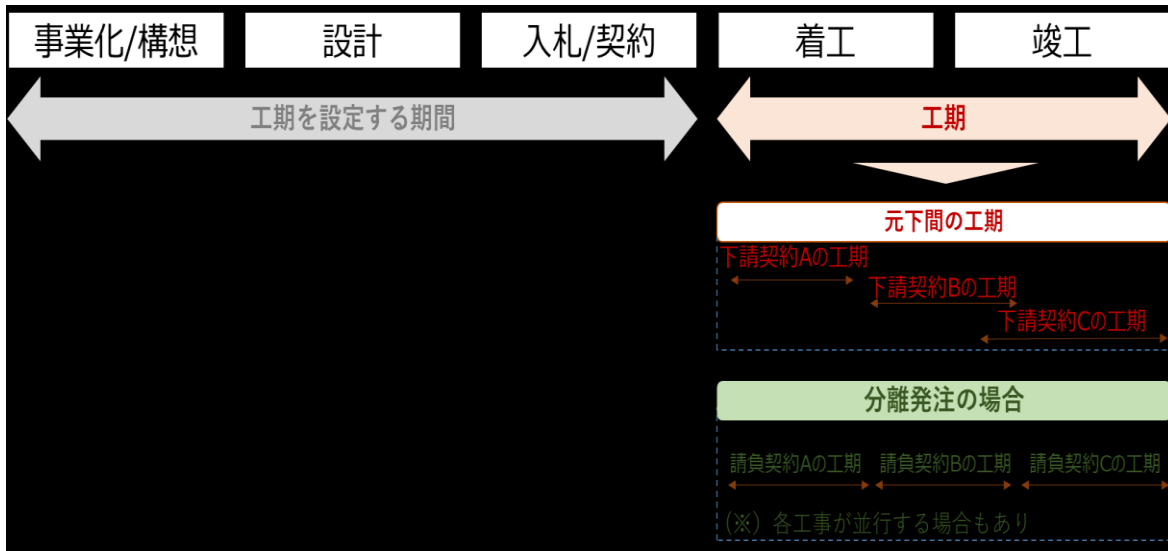 事業化/構想
設計
入札/契約
着工
竣工
工期を設定する期間
工期
元下間の工期
下請契約Aの工期
下請契約Bの工期
下請契約Cの工期
分離発注の場合
請負契約Aの工期
請負契約Bの工期
請負契約Cの工期
(※）各工事が並行する場合もあり